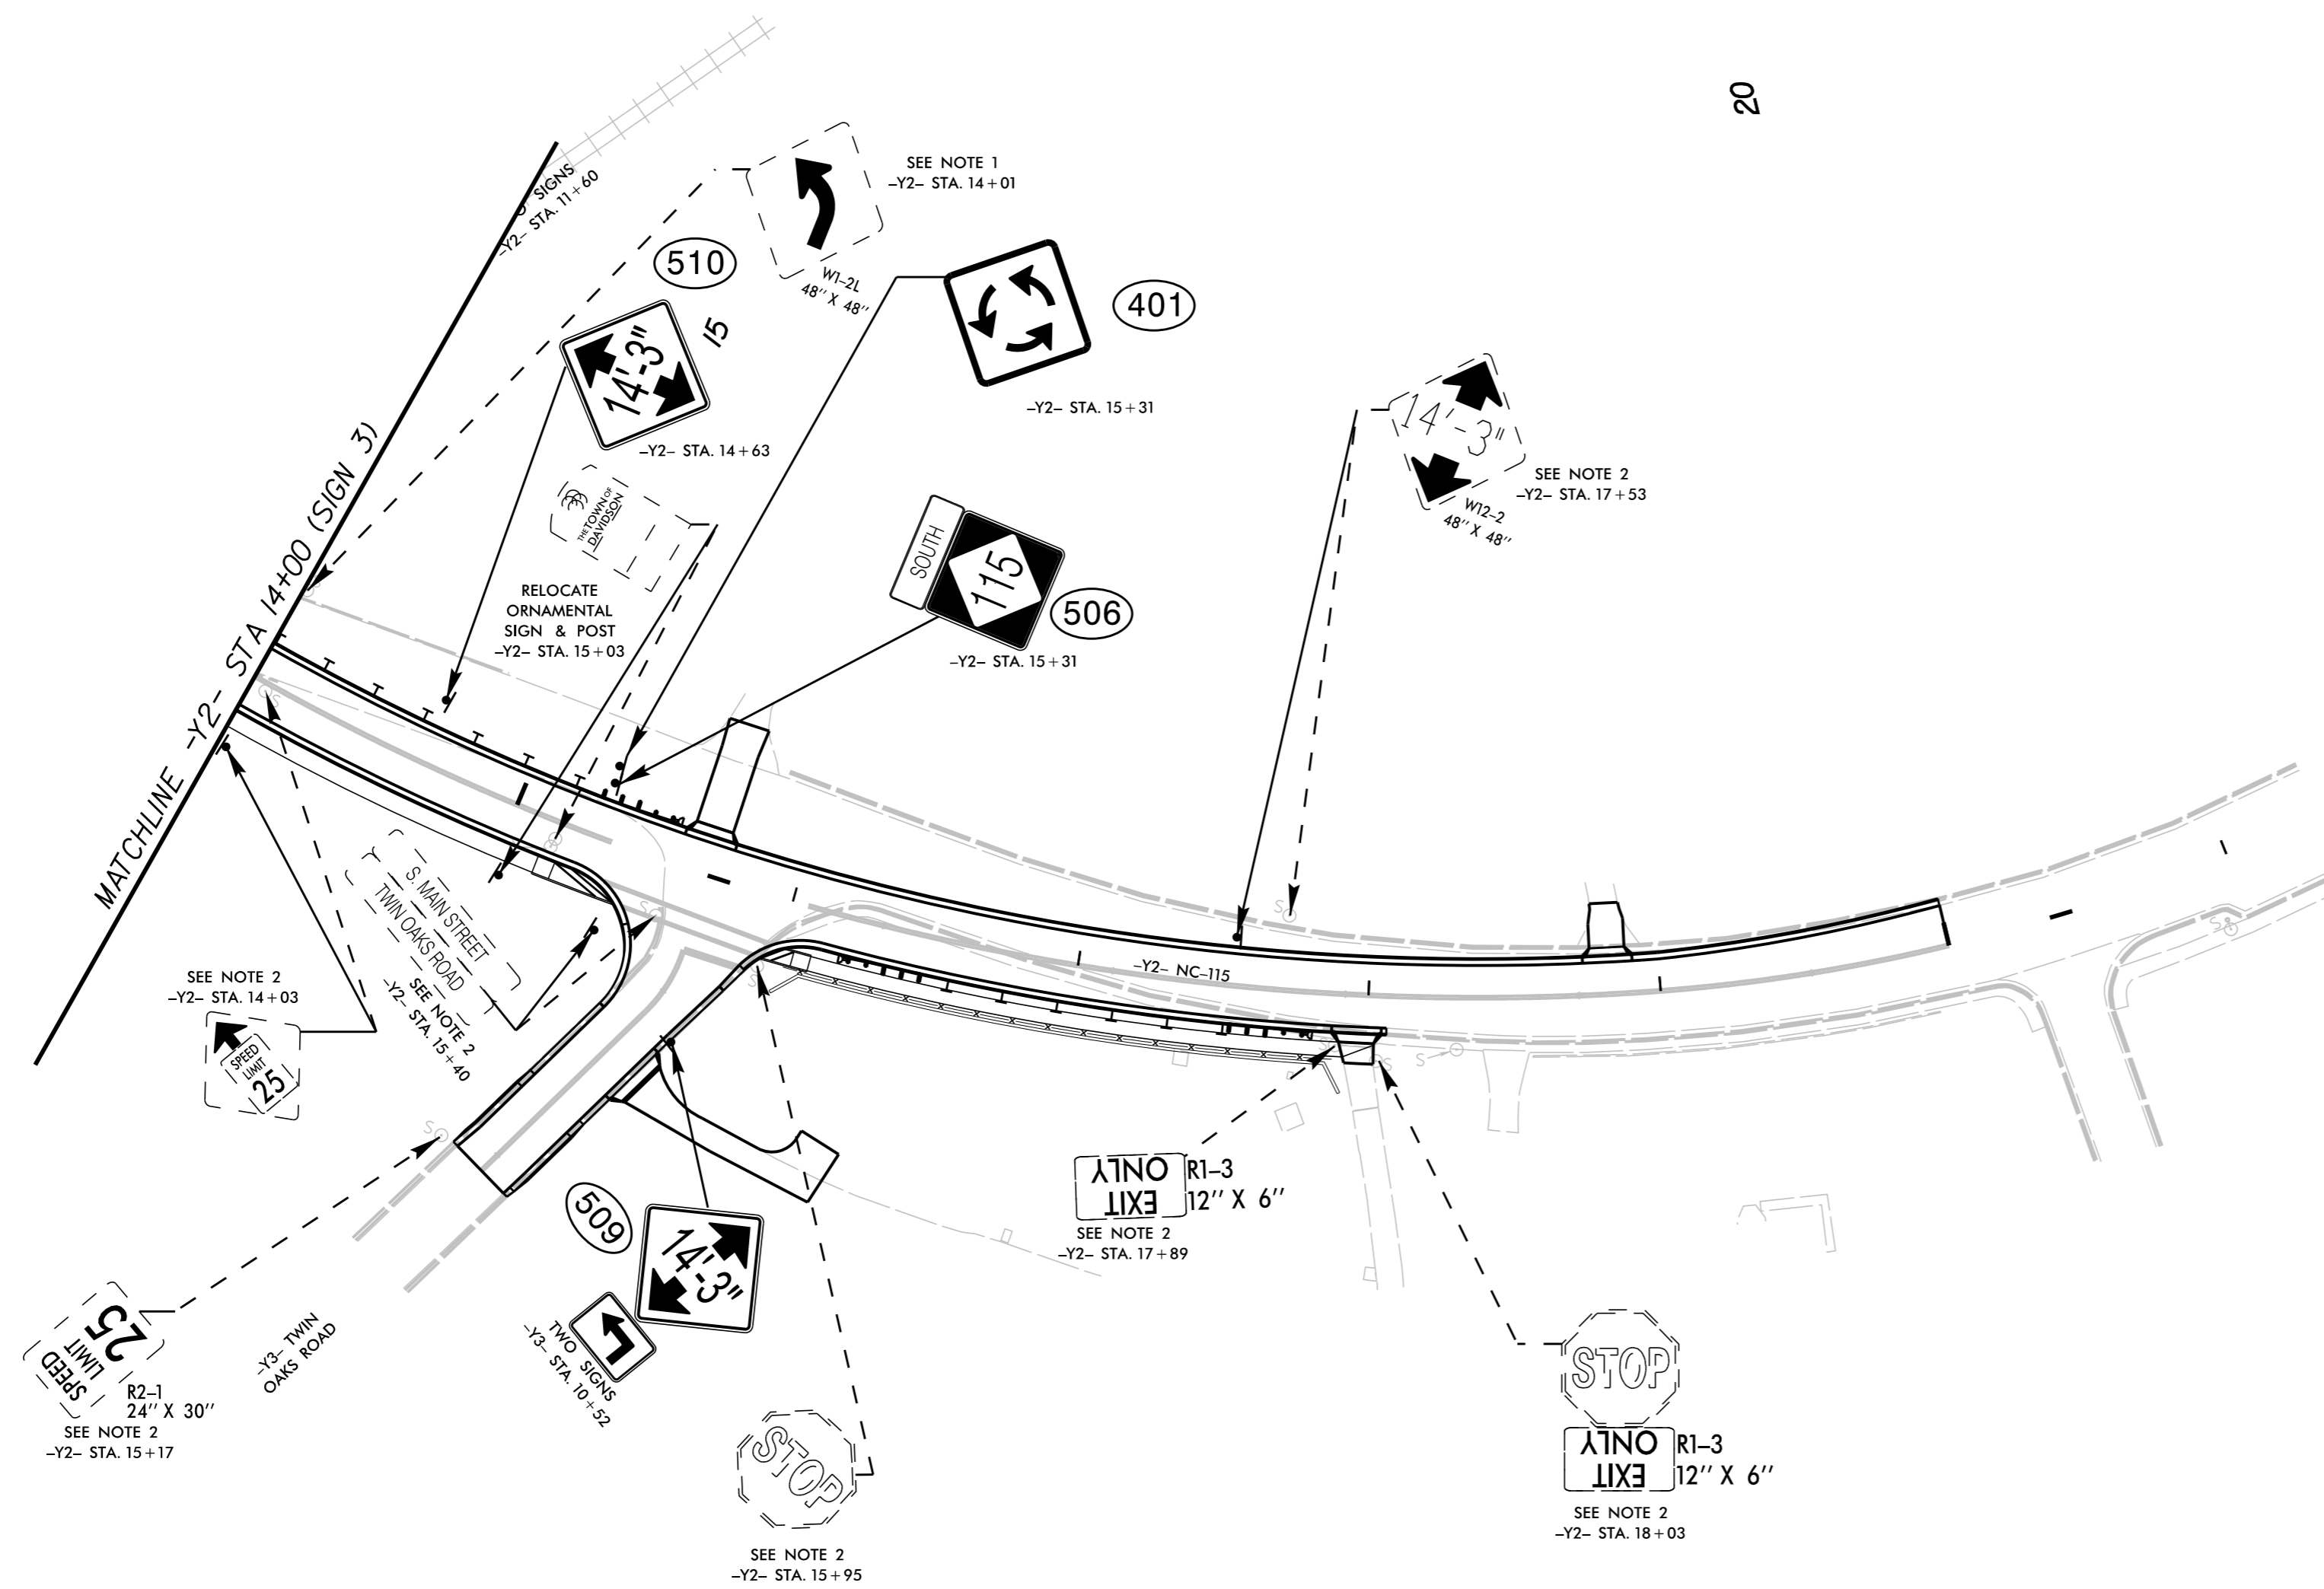 20
SIGNS
–Y2– STA. 11+60
SEE NOTE 1
–Y2– STA. 14+01
W1–2L
48" X 48"
510
14'-3"
15
–Y2– STA. 14+63
401
–Y2– STA. 15+31
14'-3"
SEE NOTE 2
–Y2– STA. 17+53
W12–2
48" X 48"
THE TOWN OF
DAVIDSON
RELOCATE
ORNAMENTAL
SIGN & POST
–Y2– STA. 15+03
SOUTH
115
506
–Y2– STA. 15+31
MATCHLINE –Y2– STA 14+00 (SIGN 3)
S. MAIN STREET
TWIN OAKS ROAD
SEE NOTE 2
–Y2– STA. 15+40
SEE NOTE 2
–Y2– STA. 14+03
SPEED
LIMIT
25
–Y2– NC–115
S
S
S
S
S
S
S
S
EXIT
ONLY
R1–3
12" X 6"
SEE NOTE 2
–Y2– STA. 17+89
509
14'-3"
TWO SIGNS
–Y3– STA. 10+52
–Y3– TWIN
OAKS ROAD
SPEED
LIMIT
25
R2–1
24" X 30"
SEE NOTE 2
–Y2– STA. 15+17
STOP
SEE NOTE 2
–Y2– STA. 15+95
STOP
EXIT
ONLY
R1–3
12" X 6"
SEE NOTE 2
–Y2– STA. 18+03